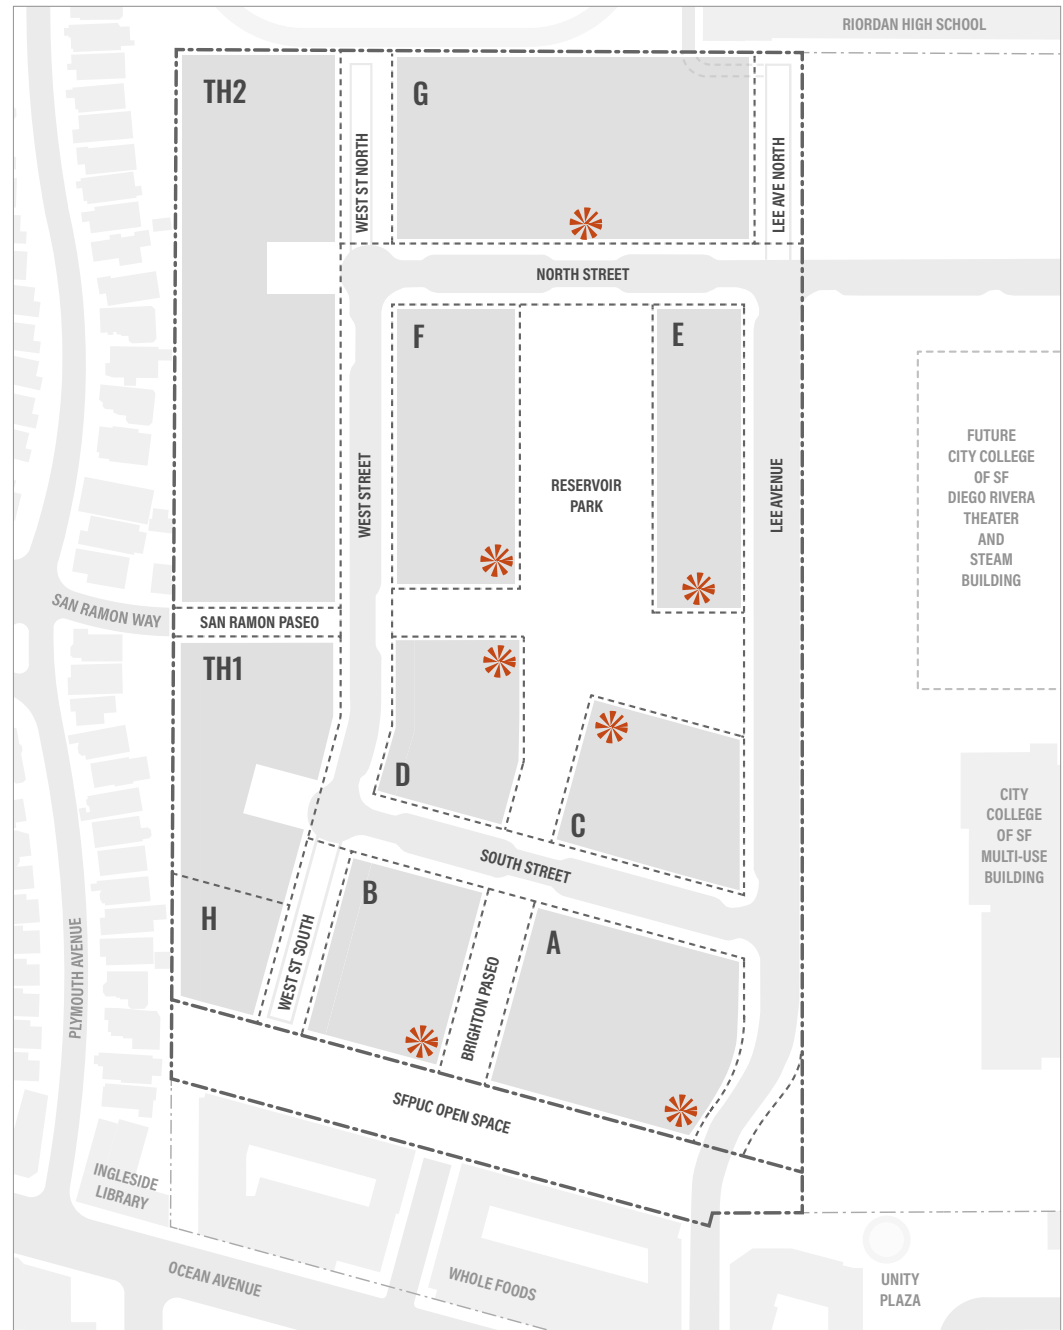 RIORDAN HIGH SCHOOL
TH2
G
WEST ST NORTH
LEE AVE NORTH
NORTH STREET
F
E
WEST STREET
RESERVOIR
PARK
LEE AVENUE
FUTURE
CITY COLLEGE
OF SF
DIEGO RIVERA
THEATER
AND
STEAM
BUILDING
SAN RAMON WAY
SAN RAMON PASEO
TH1
D
C
CITY
COLLEGE
OF SF
MULTI-USE
BUILDING
SOUTH STREET
B
H
A
WEST ST SOUTH
BRIGHTON PASEO
PLYMOUTH AVENUE
SFPUC OPEN SPACE
INGLESIDE
LIBRARY
OCEAN AVENUE
WHOLE FOODS
UNITY
PLAZA